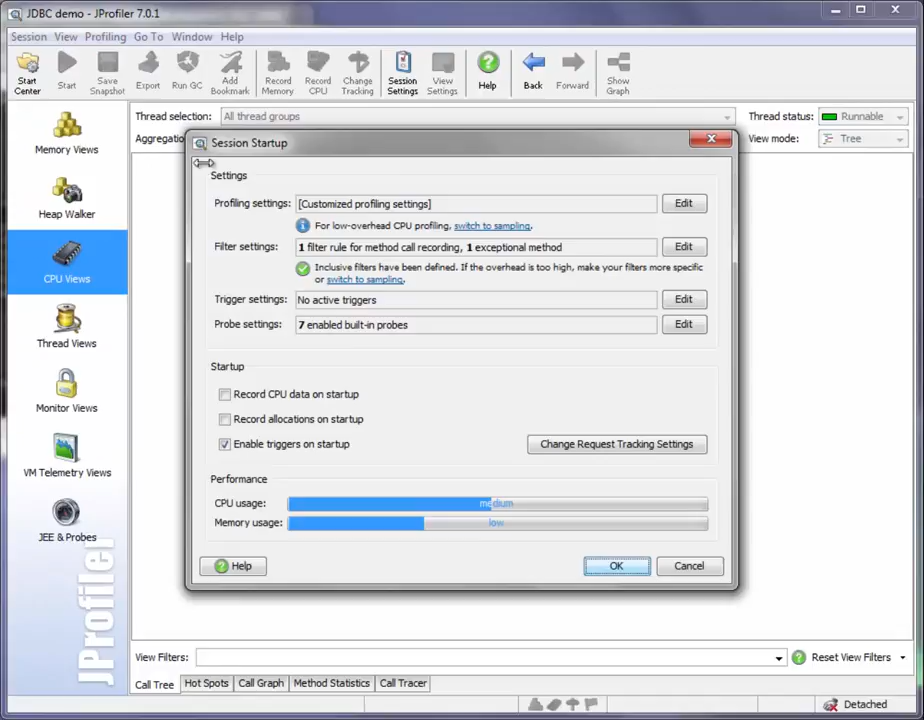 JDBC demo - JProfiler 7.0.1
Session View Profiling Go To Window Help
Start Center
Start
Save Snapshot
Export
Run GC
Add Bookmark
Record Memory
Record CPU
Change Tracking
Session Settings
View Settings
Help
Back
Forward
Show Graph
Memory Views
Heap Walker
CPU Views
Thread Views
Monitor Views
VM Telemetry Views
JEE & Probes
JProfiler
Thread selection: All thread groups
Thread status: Runnable
Aggregatio
View mode: Tree
Session Startup
Settings
Profiling settings: [Customized profiling settings] Edit
For low-overhead CPU profiling, switch to sampling.
Filter settings: 1 filter rule for method call recording, 1 exceptional method Edit
Inclusive filters have been defined. If the overhead is too high, make your filters more specific
or switch to sampling.
Trigger settings: No active triggers Edit
Probe settings: 7 enabled built-in probes Edit
Startup
Record CPU data on startup
Record allocations on startup
Enable triggers on startup
Change Request Tracking Settings
Performance
CPU usage: medium
Memory usage: low
Help OK Cancel
View Filters: Reset View Filters
Call Tree Hot Spots Call Graph Method Statistics Call Tracer
Detached